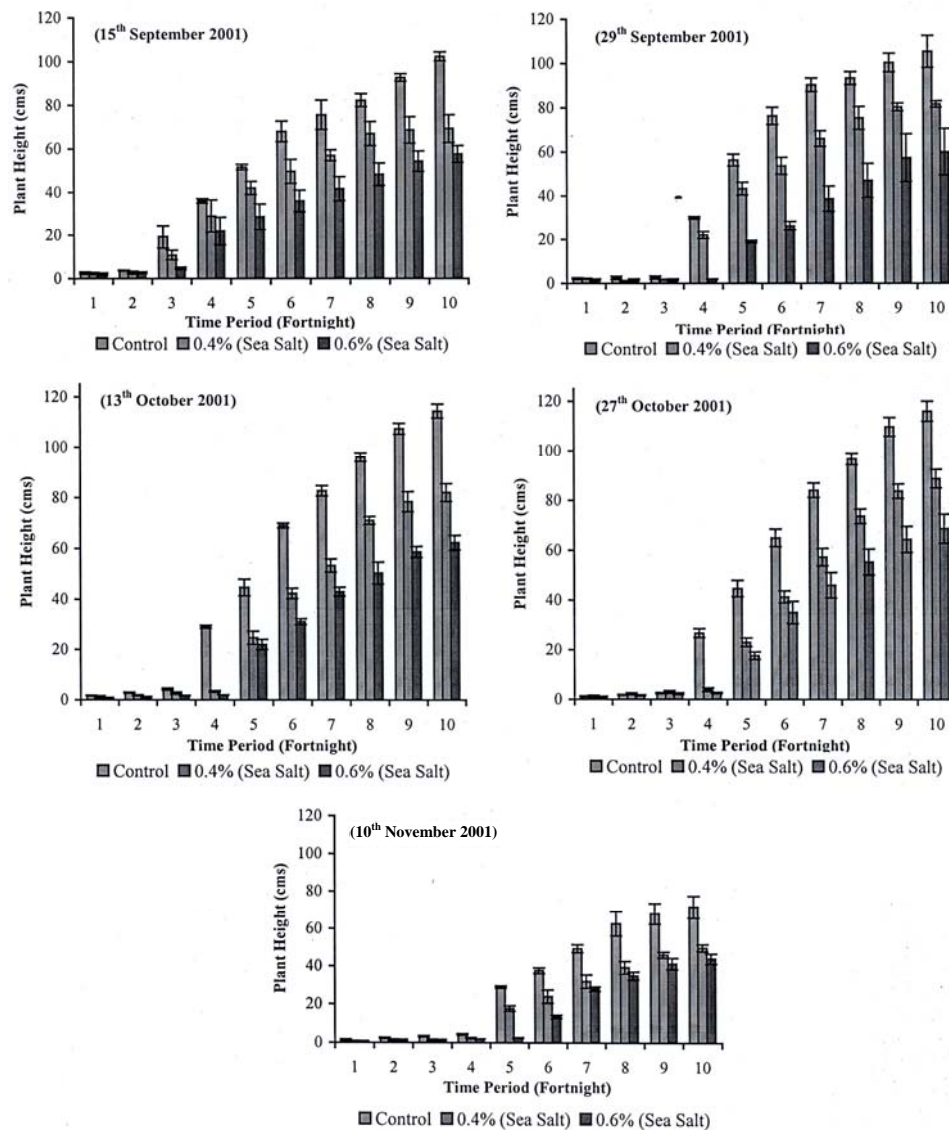 (15th September 2001)
Plant Height (cms)
120
100
80
60
40
20
0
1 2 3 4 5 6 7 8 9 10
Time Period (Fortnight)
Control 0.4% (Sea Salt) 0.6% (Sea Salt)
(29th September 2001)
Plant Height (cms)
120
100
80
60
40
20
0
1 2 3 4 5 6 7 8 9 10
Time Period (Fortnight)
Control 0.4% (Sea Salt) 0.6% (Sea Salt)
(13th October 2001)
Plant Height (cms)
120
100
80
60
40
20
0
1 2 3 4 5 6 7 8 9 10
Time Period (Fortnight)
Control 0.4% (Sea Salt) 0.6% (Sea Salt)
(27th October 2001)
Plant Height (cms)
120
100
80
60
40
20
0
1 2 3 4 5 6 7 8 9 10
Time Period (Fortnight)
Control 0.4% (Sea Salt) 0.6% (Sea Salt)
(10th November 2001)
Plant Height (cms)
120
100
80
60
40
20
0
1 2 3 4 5 6 7 8 9 10
Time Period (Fortnight)
Control 0.4% (Sea Salt) 0.6% (Sea Salt)